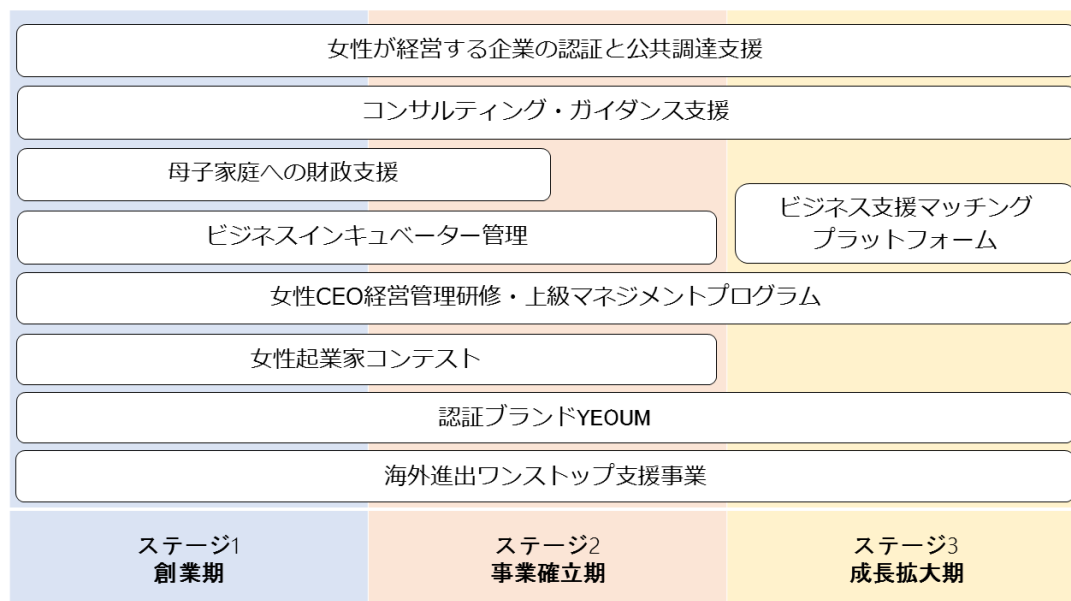 女性が経営する企業の認証と公共調達支援
コンサルティング・ガイダンス支援
母子家庭への財政支援
ビジネス支援マッチング
プラットフォーム
ビジネスインキュベーター管理
女性CEO経営管理研修・上級マネジメントプログラム
女性起業家コンテスト
認証ブランドYEOUM
海外進出ワンストップ支援事業
ステージ1
創業期
ステージ2
事業確立期
ステージ3
成長拡大期